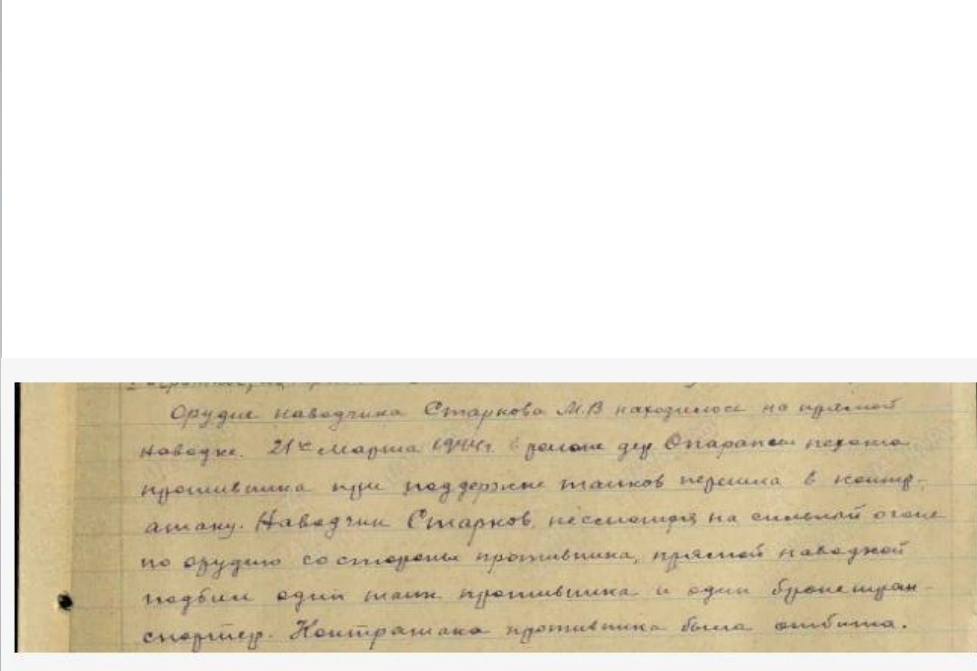 Орудие наводчика Старкова М.В находилось на прямой
наводке. 21го марта 1944г. в районе дер пехота
противника при поддержке танков перешла в контр-
атаку. Наводчик Старков, несмотря на сильный огонь
по орудию со стороны противника, прямой наводкой
подбил один танк противника и один бронетран-
спортер. Контратака противника была отбита.